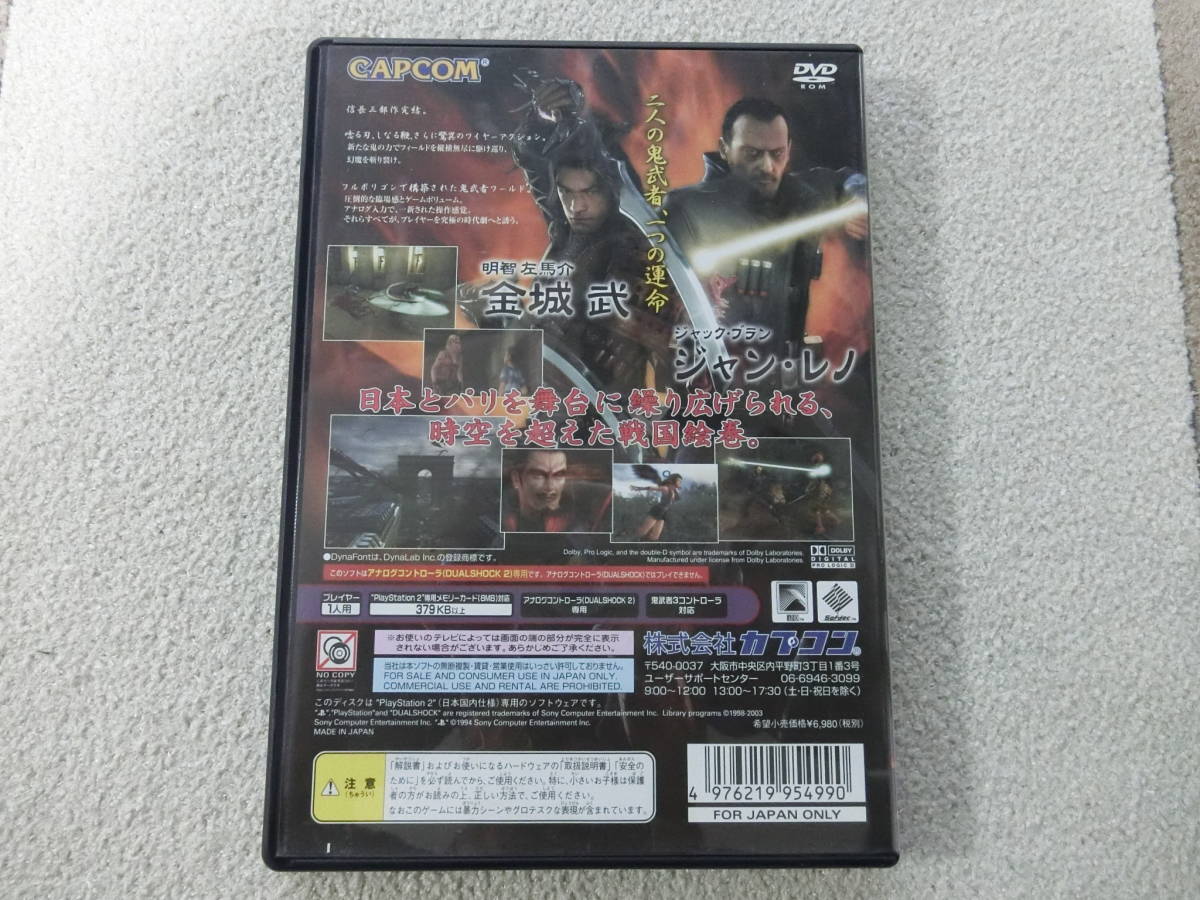 CAPCOM®
DVD
ROM
信長三部作完結。
唸る刃、しなる鞭、さらに驚異のワイヤーアクション。
新たな鬼の力でフィールドを縦横無尽に駆け巡り、
幻魔を斬り裂け。
フルポリゴンで構築された鬼武者ワールド。
圧倒的な臨場感とゲームボリューム。
アナログ入力で、一新された操作感覚。
それらすべてが、プレイヤーを究極の時代劇へと誘う。
二人の鬼武者、一つの運命
明智 左馬介
金城 武
ジャック・ブラン
ジャン・レノ
日本とパリを舞台に繰り広げられる、
時空を超えた戦国絵巻。
●DynaFontは、DynaLab Inc.の登録商標です。
Dolby, Pro Logic, and the double-D symbol are trademarks of Dolby Laboratories.
Manufactured under license from Dolby Laboratories.
DOLBY
DIGITAL
PRO LOGIC II
このソフトはアナログコントローラ(DUALSHOCK 2)専用です。アナログコントローラ(DUALSHOCK)ではプレイできません。
プレイヤー
1人用
"PlayStation 2"専用メモリーカード(8MB)対応
379 KB以上
アナログコントローラ(DUALSHOCK 2)
専用
鬼武者3コントローラ
対応
Sofdec™
NO COPY
※お使いのテレビによっては画面の端の部分が完全に表示
されない場合がございます。あらかじめご了承ください。
当社は本ソフトの無断複製・賃貸・営業使用はいっさい許可しておりません。
FOR SALE AND CONSUMER USE IN JAPAN ONLY.
COMMERCIAL USE AND RENTAL ARE PROHIBITED.
株式会社カプコン®
〒540-0037 大阪市中央区内平野町3丁目1番3号
ユーザーサポートセンター 06-6946-3099
9:00〜12:00 13:00〜17:30 (土・日・祝日を除く)
このディスクは "PlayStation 2" (日本国内仕様) 専用のソフトウェアです。
"PlayStation" and "DUALSHOCK" are registered trademarks of Sony Computer Entertainment Inc. Library programs ©1998-2003
Sony Computer Entertainment Inc. ©1994 Sony Computer Entertainment Inc.
MADE IN JAPAN
希望小売価格¥6,980(税別)
注意
(ちゅうい)
「解説書」およびお使いになるハードウェアの「取扱説明書」「安全の
ために」を必ず読んでから、ご使用ください。特に、小さいお子様は保護
者の方がお読みの上、正しい方法で、ご使用ください。
なおこのゲームには暴力シーンやグロテスクな表現が含まれています。
4 976219 954990
FOR JAPAN ONLY